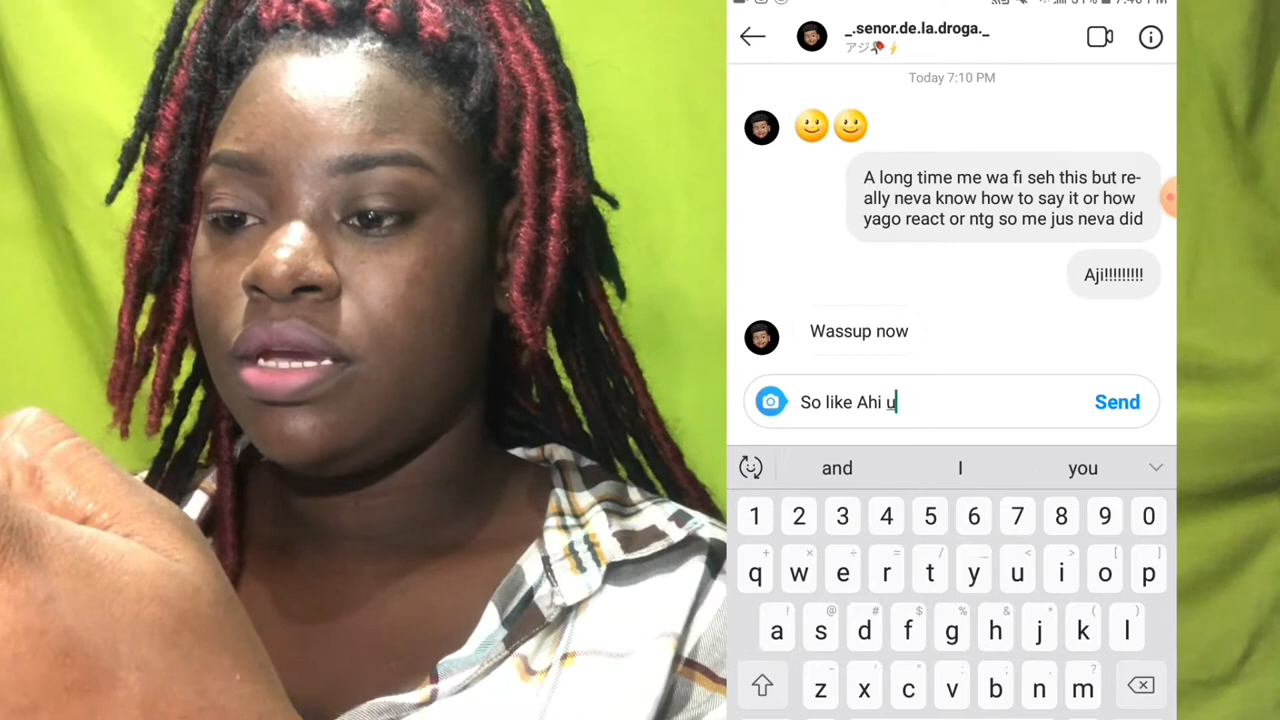 _.senor.de.la.droga._
アジ🥀⚡
Today 7:10 PM
🙂🙂
A long time me wa fi seh this but re-
ally neva know how to say it or how
yago react or ntg so me jus neva did
Aji!!!!!!!!!
Wassup now
So like Ahi u
Send
and I you
1 2 3 4 5 6 7 8 9 0
+ × ÷ = / _ < > [ ]
q w e r t y u i o p
! @ # $ % & * ( )
a s d f g h j k l
- ' " : ; , ?
z x c v b n m